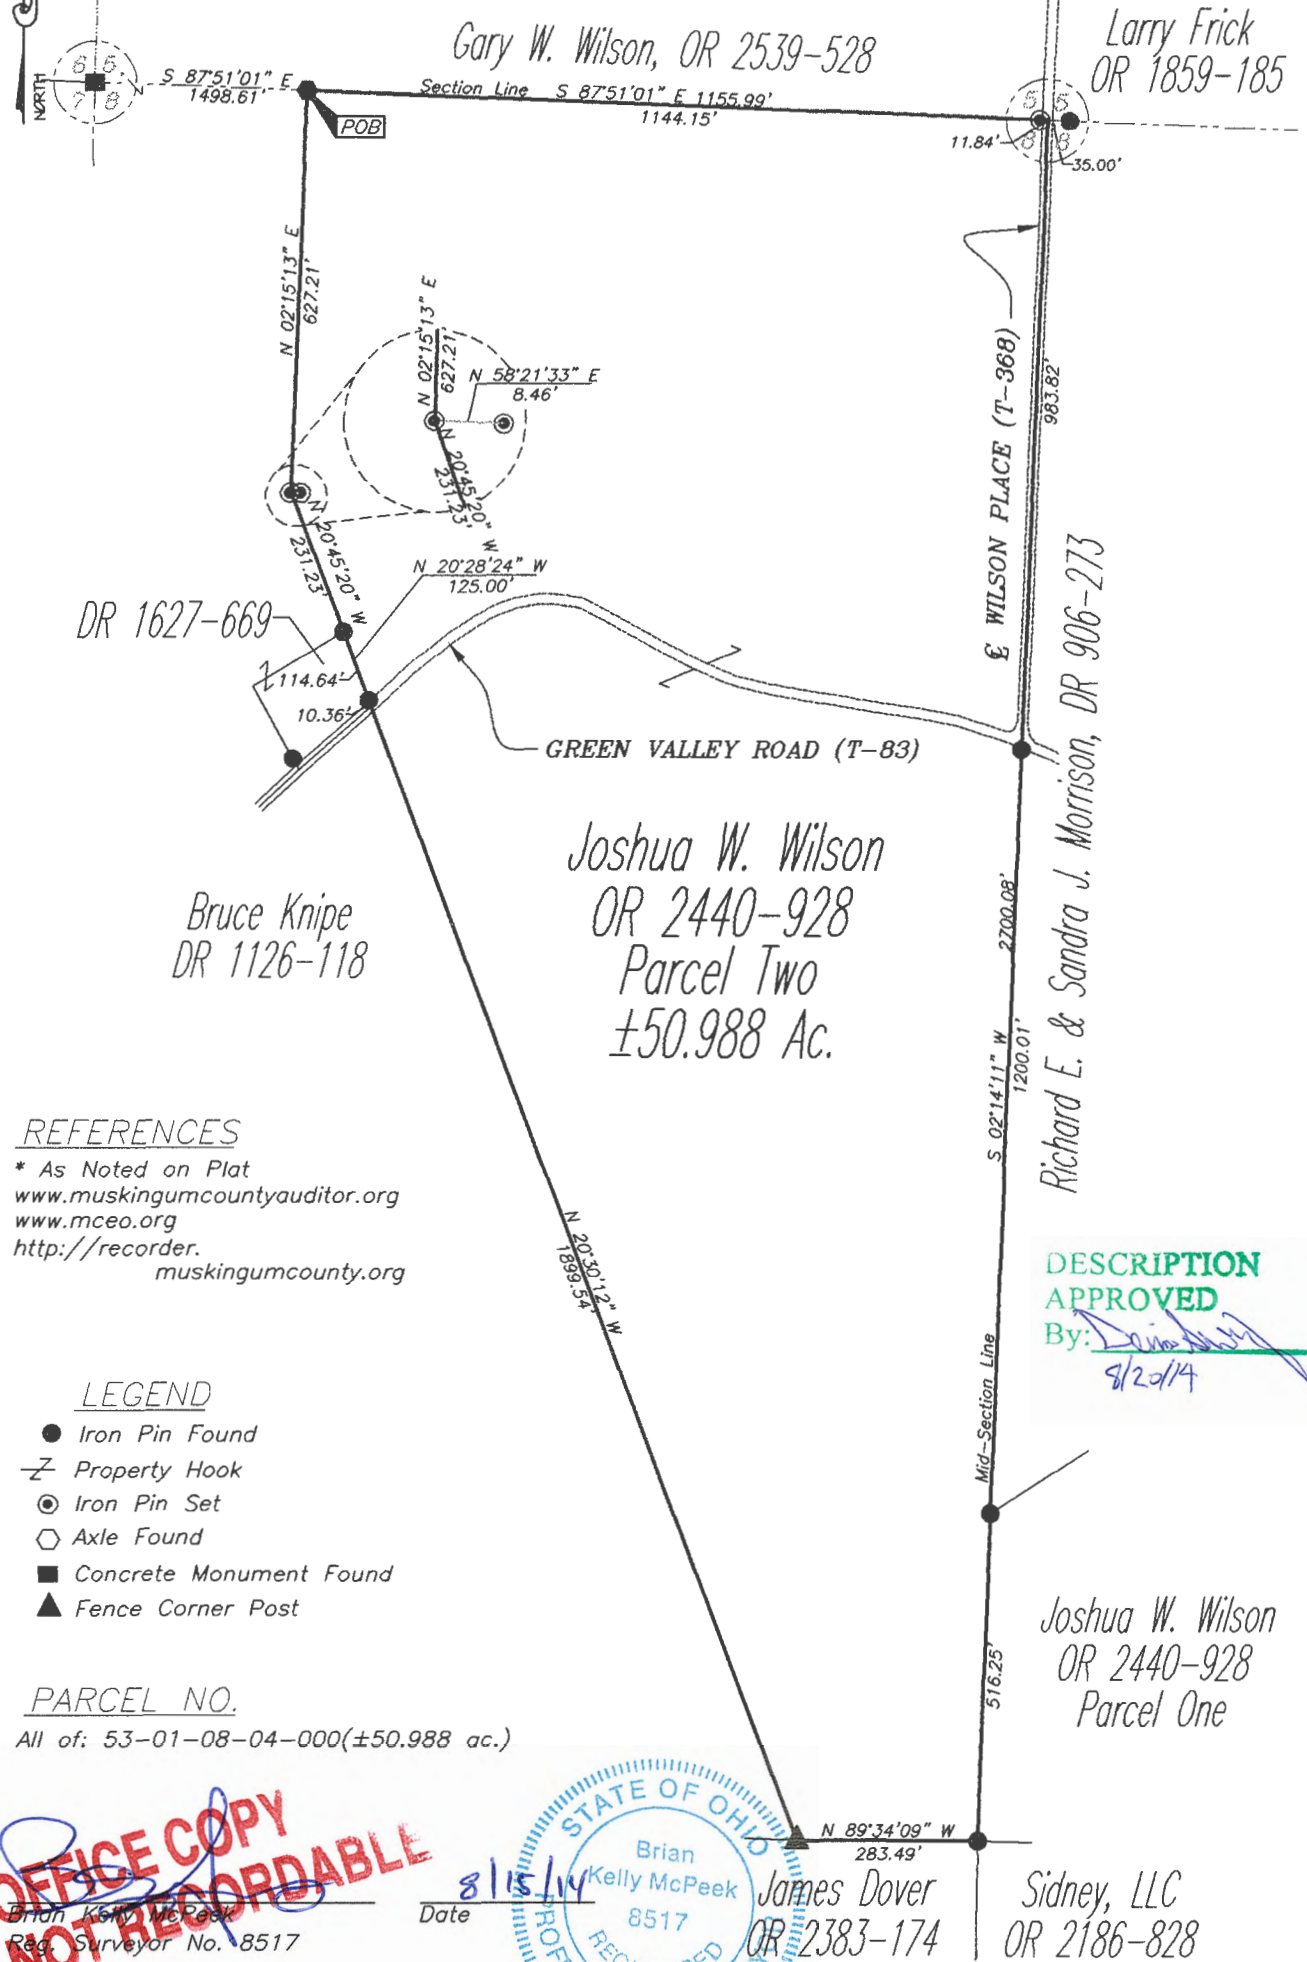 Gary W. Wilson, OR 2539-528
Larry Frick
OR 1859-185
NORTH
6 5
7 8
S 87°51'01" E
1498.61'
POB
Section Line S 87°51'01" E 1155.99'
1144.15'
11.84'
5 5
8 8
35.00'
N 02°15'13" E
627.21'
N 02°15'13" E
627.21'
N 58°21'33" E
8.46'
N 20°45'20" W
231.23'
N 20°45'20" W
231.23'
N 20°28'24" W
125.00'
DR 1627-669
114.64'
10.36'
GREEN VALLEY ROAD (T-83)
℄ WILSON PLACE (T-368)
983.82'
Richard E. & Sandra J. Morrison, DR 906-273
Joshua W. Wilson
OR 2440-928
Parcel Two
±50.988 Ac.
Bruce Knipe
DR 1126-118
2700.08'
S 02°14'11" W
1200.01'
REFERENCES
* As Noted on Plat
www.muskingumcountyauditor.org
www.mceo.org
http://recorder.
muskingumcounty.org
N 20°30'12" W
1899.54'
DESCRIPTION
APPROVED
By:
8/20/14
Mid-Section Line
LEGEND
Iron Pin Found
Property Hook
Iron Pin Set
Axle Found
Concrete Monument Found
Fence Corner Post
516.25'
Joshua W. Wilson
OR 2440-928
Parcel One
PARCEL NO.
All of: 53-01-08-04-000(±50.988 ac.)
N 89°34'09" W
283.49'
James Dover
OR 2383-174
Sidney, LLC
OR 2186-828
OFFICE COPY
NOT RECORDABLE
Brian Kelly McPeek
Reg. Surveyor No. 8517
8/15/14
Date
STATE OF OHIO
Brian
Kelly McPeek
8517